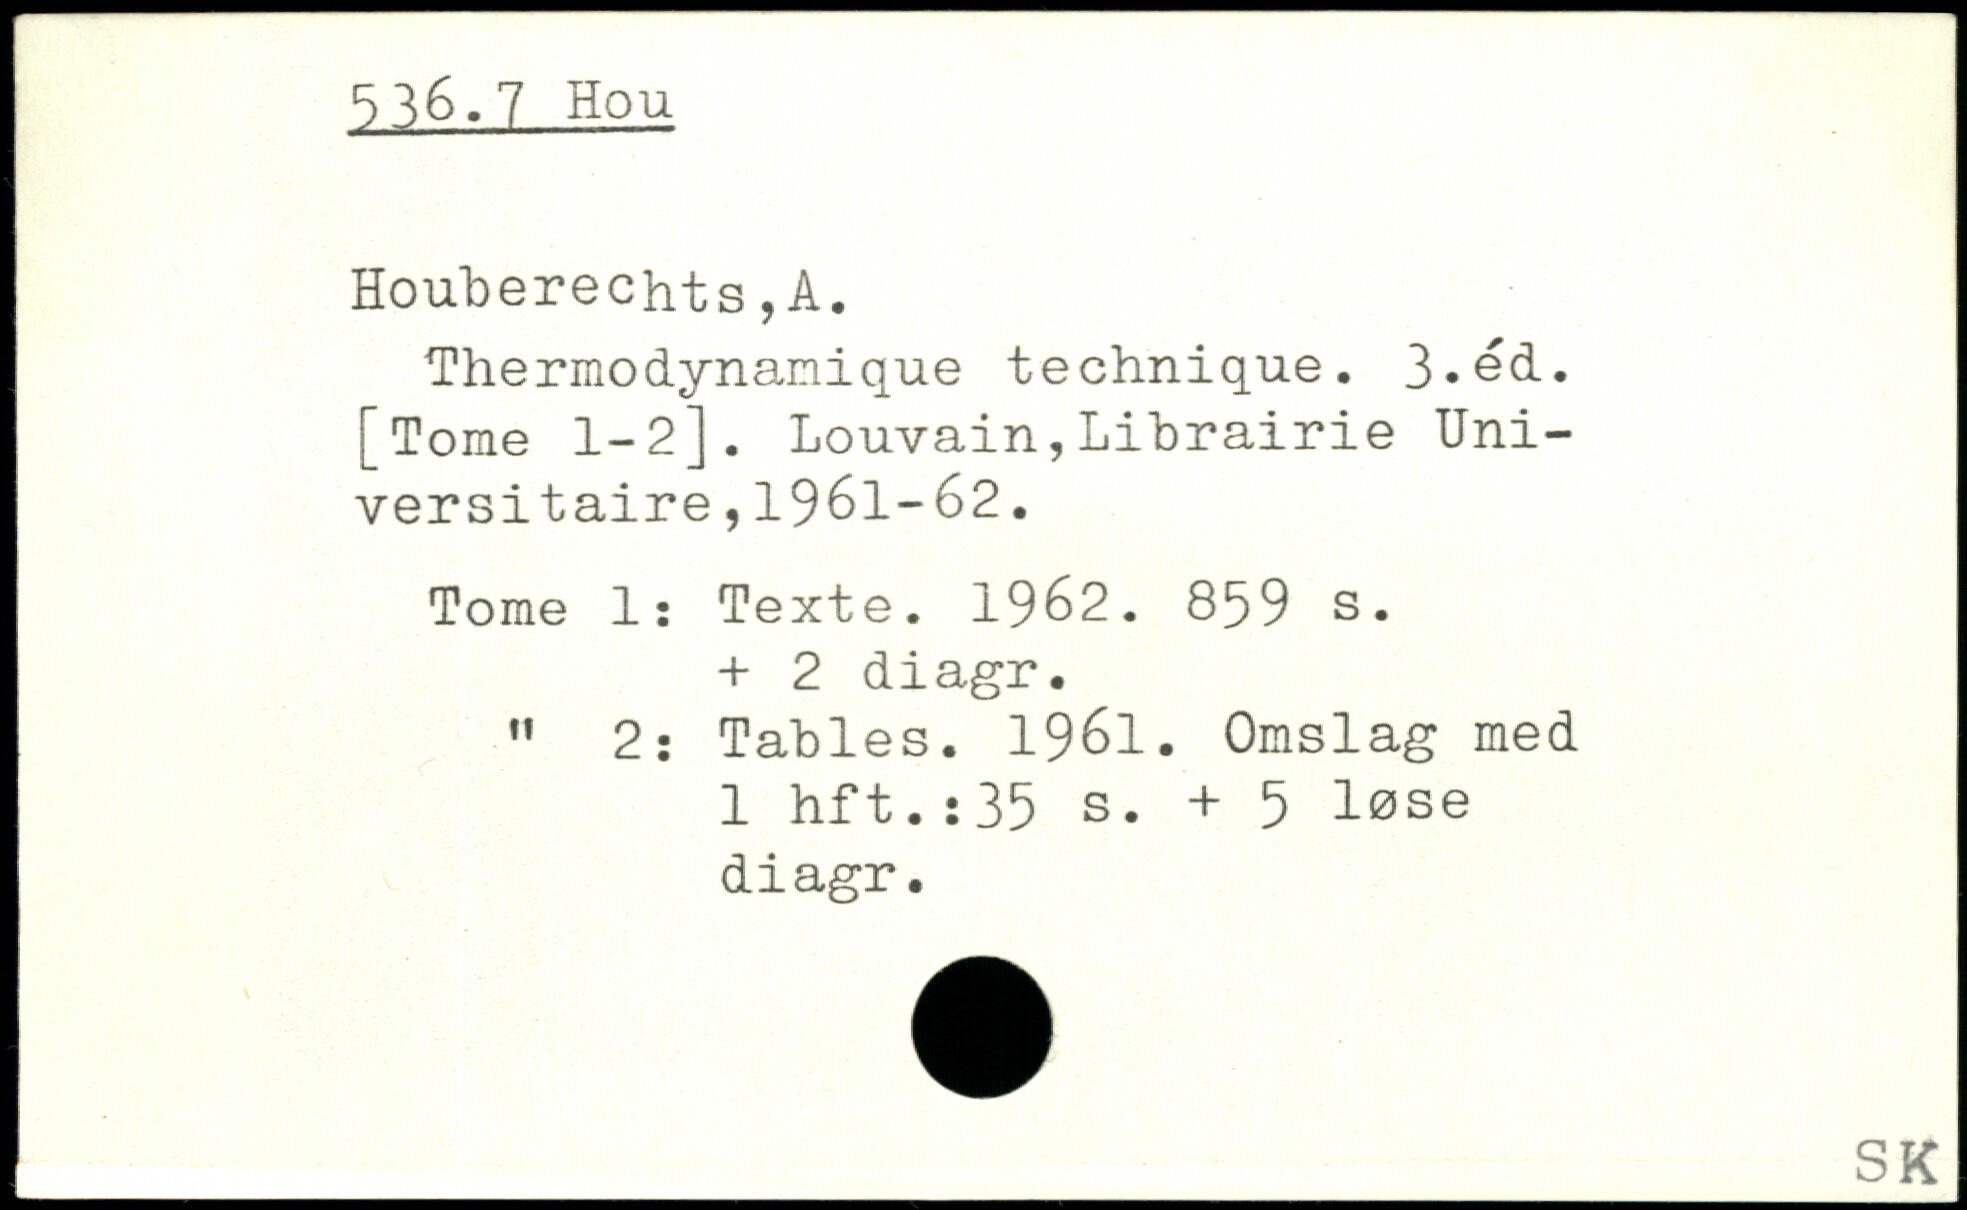 536.7 Hou
Houberechts,A.
Thermodynamique technique. 3.éd.
[Tome 1-2]. Louvain,Librairie Uni-
versitaire,1961-62.
Tome 1: Texte. 1962. 859 s.
+ 2 diagr.
" 2: Tables. 1961. Omslag med
1 hft.:35 s. + 5 løse
diagr.
SK